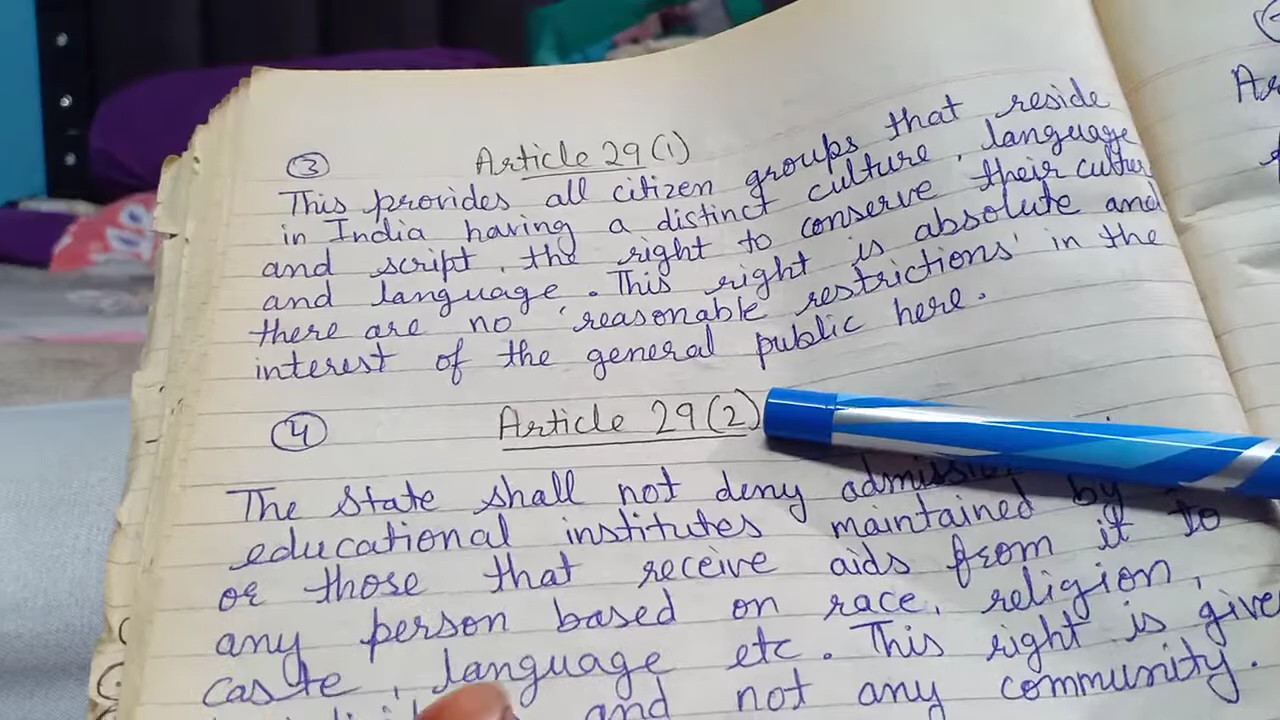 ③ Article 29(1)
This provides all citizen groups that reside
in India having a distinct culture, language
and script, the right to conserve their culture
and language. This right is absolute and
there are no 'reasonable restrictions' in the
interest of the general public here.
④ Article 29(2)
The State shall not deny
educational institutes maintained by it
or those that receive aids from it to
any person based on race, religion,
caste, language etc. This right is give
and not any community.